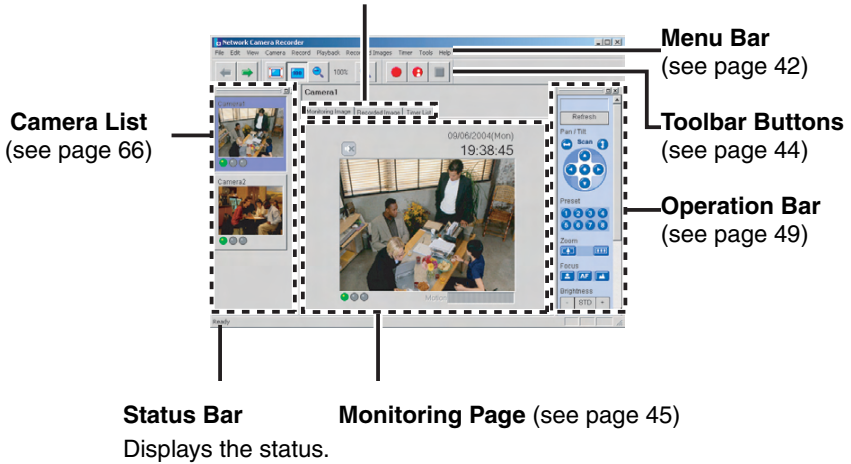 Network Camera Recorder
File Edit View Camera Record Playback Recorded Images Timer Tools Help
100%
Menu Bar
(see page 42)
Camera List
(see page 66)
Toolbar Buttons
(see page 44)
Operation Bar
(see page 49)
Camera1
Camera2
Camera1
Monitoring Image Recorded Image Timer List
09/06/2004(Mon)
19:38:45
Motion
Refresh
Pan / Tilt
Scan
Preset
1 2 3 4
5 6 7 8
Zoom
Focus
AF
Brightness
- STD +
Ready
Status Bar
Displays the status.
Monitoring Page (see page 45)